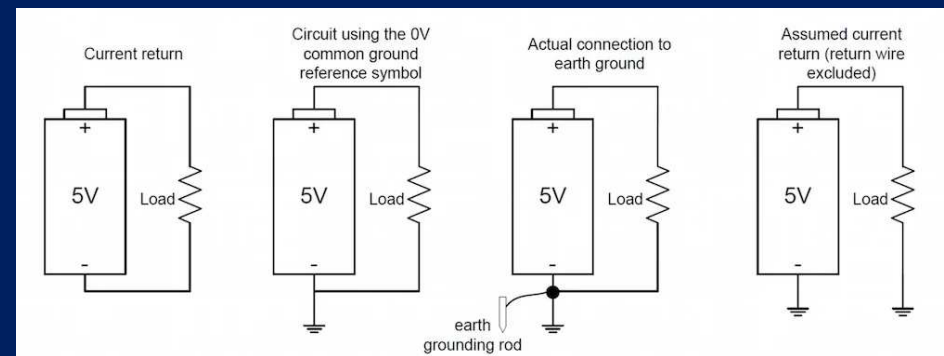 Current return
+
5V
Load
-
Circuit using the 0V
common ground
reference symbol
+
5V
Load
-
Actual connection to
earth ground
+
5V
Load
-
earth
grounding rod
Assumed current
return (return wire
excluded)
+
5V
Load
-